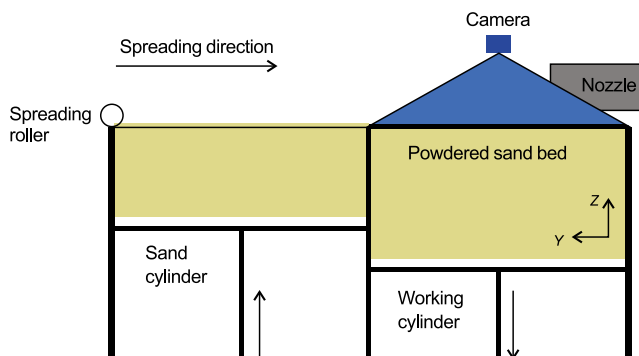 Camera
Spreading direction
Nozzle
Spreading
roller
Powdered sand bed
Z
Y
Sand
cylinder
Working
cylinder